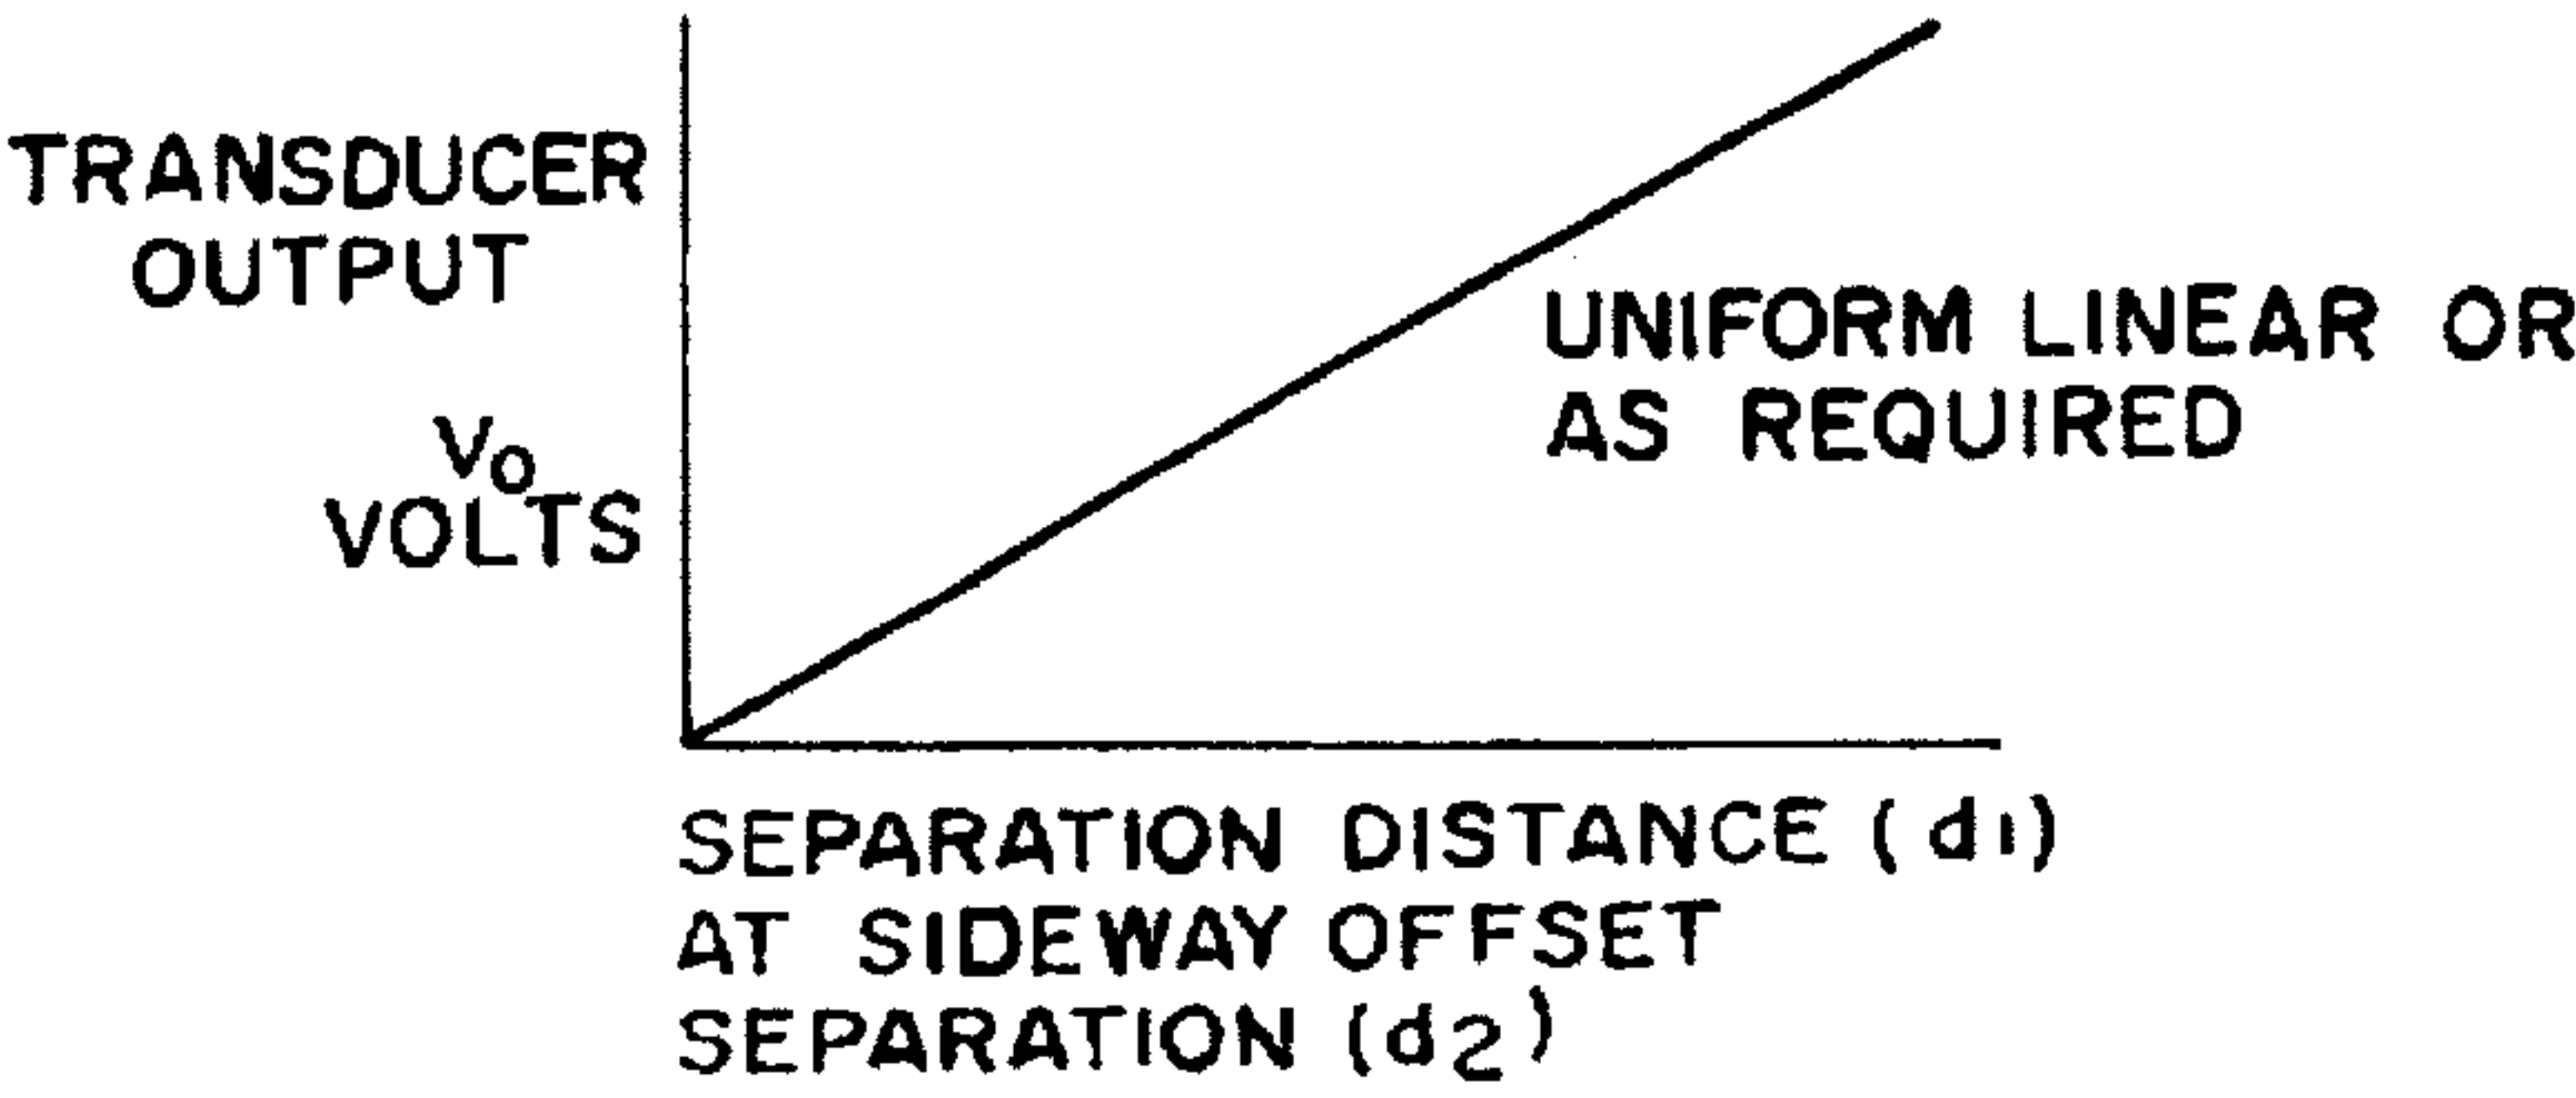 TRANSDUCER
OUTPUT
Vo
VOLTS
UNIFORM LINEAR OR
AS REQUIRED
SEPARATION DISTANCE (d1)
AT SIDEWAY OFFSET
SEPARATION (d2)